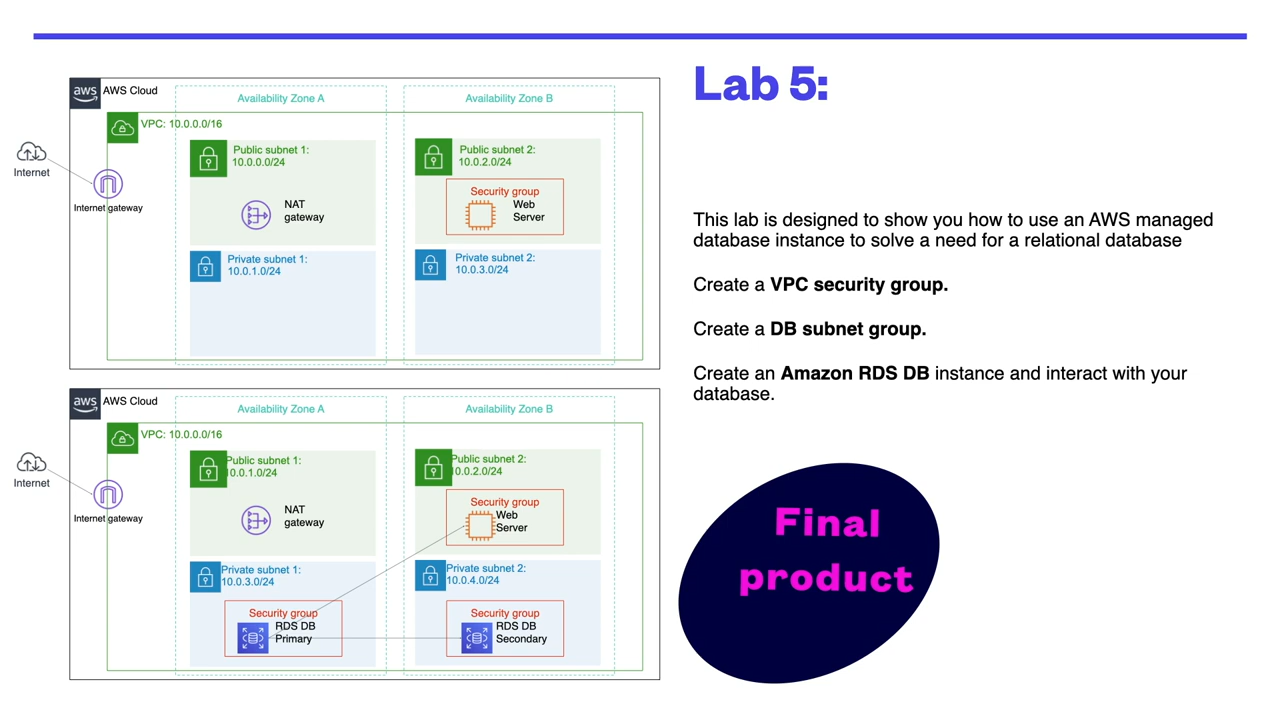 Lab 5:
aws
AWS Cloud
Availability Zone A
Availability Zone B
VPC: 10.0.0.0/16
Public subnet 1:
10.0.0.0/24
Public subnet 2:
10.0.2.0/24
Internet
Internet gateway
NAT
gateway
Security group
Web
Server
Private subnet 1:
10.0.1.0/24
Private subnet 2:
10.0.3.0/24
aws
AWS Cloud
Availability Zone A
Availability Zone B
VPC: 10.0.0.0/16
Public subnet 1:
10.0.1.0/24
Public subnet 2:
10.0.2.0/24
Internet
Internet gateway
NAT
gateway
Security group
Web
Server
Private subnet 1:
10.0.3.0/24
Private subnet 2:
10.0.4.0/24
Security group
RDS DB
Primary
Security group
RDS DB
Secondary
This lab is designed to show you how to use an AWS managed
database instance to solve a need for a relational database
Create a VPC security group.
Create a DB subnet group.
Create an Amazon RDS DB instance and interact with your
database.
Final
product